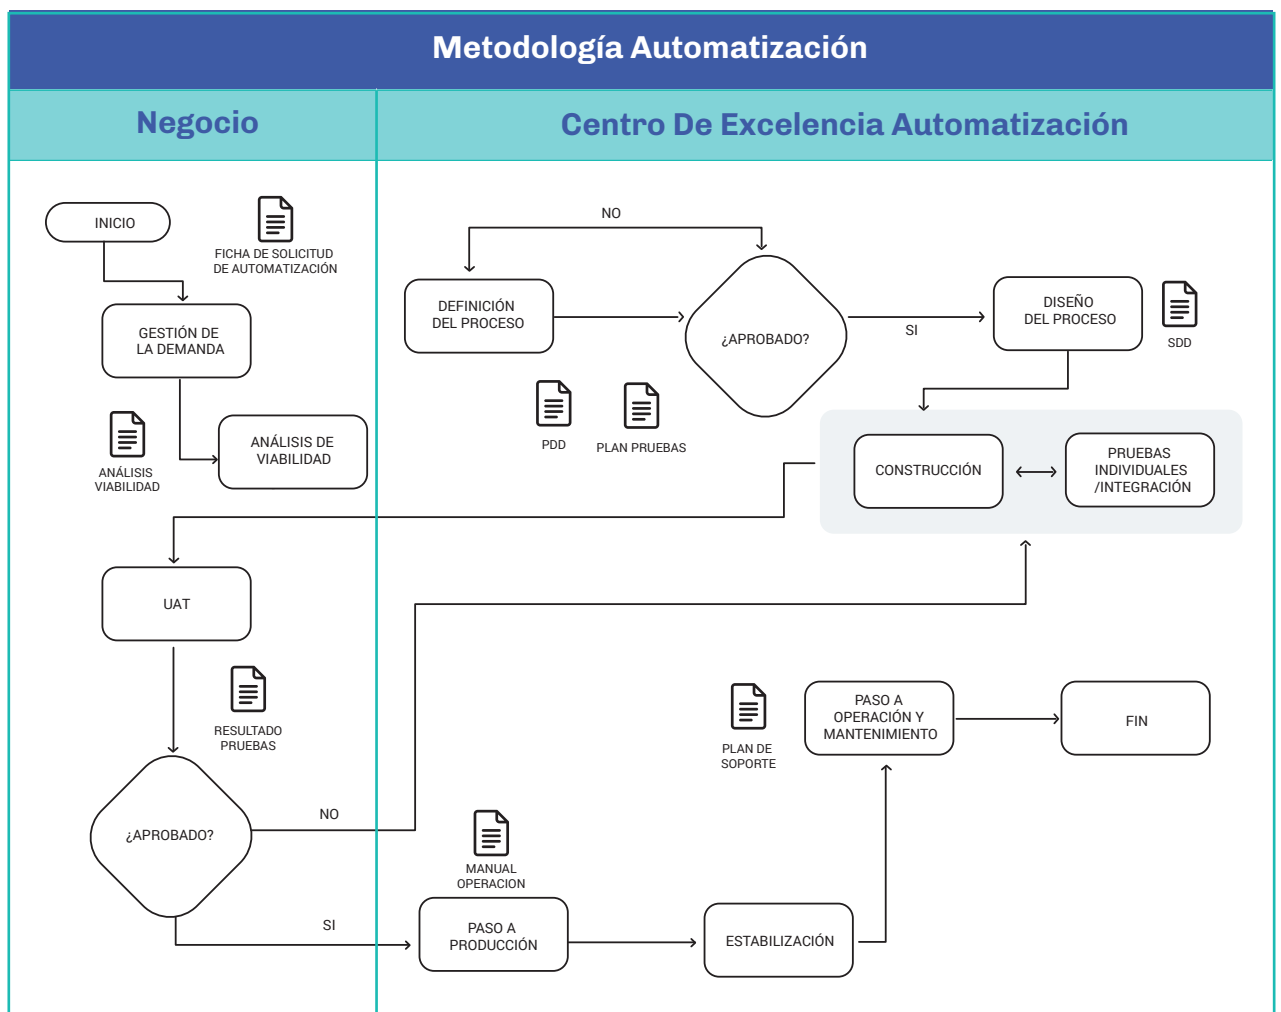 Metodología Automatización
Negocio
Centro De Excelencia Automatización
INICIO
FICHA DE SOLICITUD
DE AUTOMATIZACIÓN
GESTIÓN DE
LA DEMANDA
ANÁLISIS
VIABILIDAD
ANÁLISIS DE
VIABILIDAD
NO
DEFINICIÓN
DEL PROCESO
¿APROBADO?
SI
DISEÑO
DEL PROCESO
SDD
PDD
PLAN PRUEBAS
CONSTRUCCIÓN
PRUEBAS
INDIVIDUALES
/INTEGRACIÓN
UAT
RESULTADO
PRUEBAS
¿APROBADO?
NO
SI
MANUAL
OPERACION
PASO A
PRODUCCIÓN
ESTABILIZACIÓN
PLAN DE
SOPORTE
PASO A
OPERACIÓN Y
MANTENIMIENTO
FIN